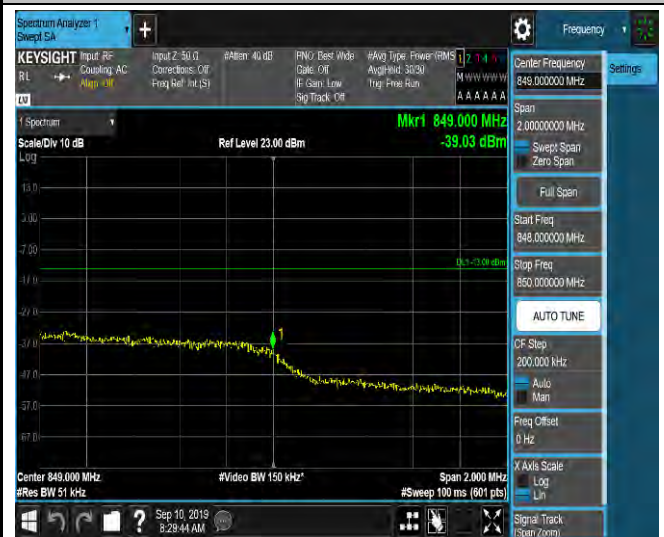 Spectrum Analyzer 1
Swept SA
+
Frequency
KEYSIGHT Input: RF
RL
Coupling: AC
Align: Off
Input Z: 50 Ω
Corrections: Off
Freq Ref: Int (S)
#Atten: 40 dB
PNO: Best Wide
Gate: Off
IF Gain: Low
Sig Track: Off
#Avg Type: Power (RMS
Avg|Hold: 30/30
Trig: Free Run
M W W W W W
A A A A A A
1 Spectrum
Scale/Div 10 dB
Ref Level 23.00 dBm
Mkr1 849.000 MHz
-39.03 dBm
Log
13.0
3.00
-7.00
DL1 -13.00 dBm
-17.0
-27.0
-37.0
1
-47.0
-57.0
-67.0
Center 849.000 MHz
#Video BW 150 kHz*
Span 2.000 MHz
#Res BW 51 kHz
#Sweep 100 ms (601 pts)
?
Sep 10, 2019
8:29:44 AM
Center Frequency
849.000000 MHz
Settings
Span
2.00000000 MHz
Swept Span
Zero Span
Full Span
Start Freq
848.000000 MHz
Stop Freq
850.000000 MHz
AUTO TUNE
CF Step
200.000 kHz
Auto
Man
Freq Offset
0 Hz
X Axis Scale
Log
Lin
Signal Track
(Span Zoom)